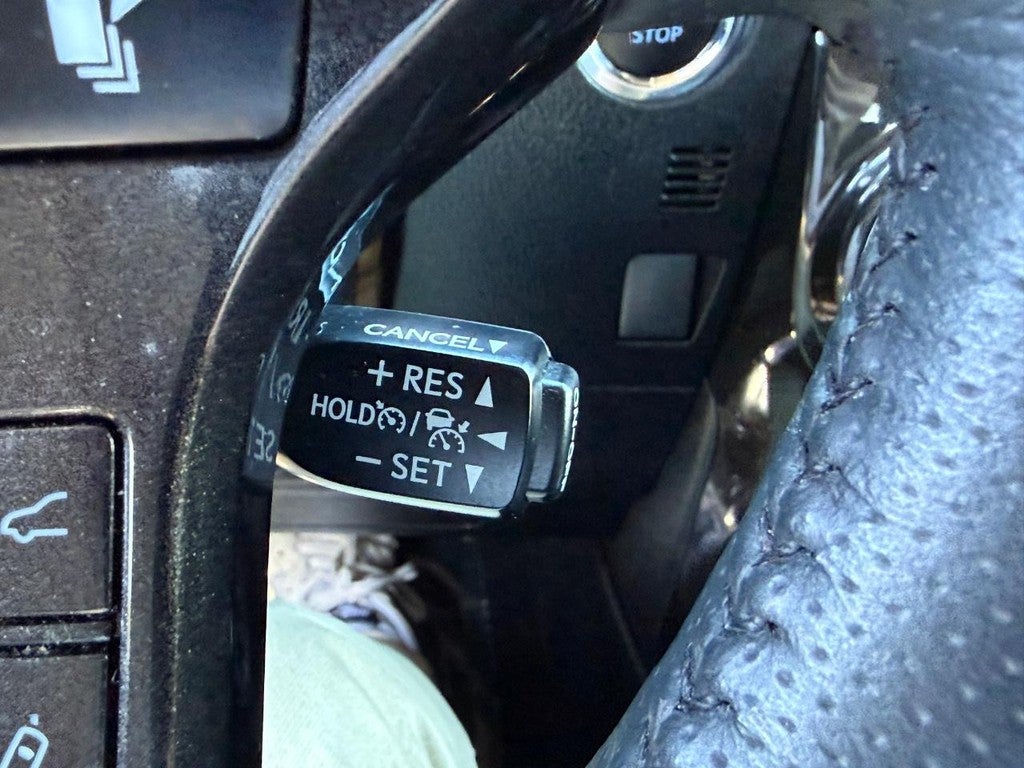 STOP
CANCEL▼
+ RES ▲
HOLD / ◄
− SET ▼